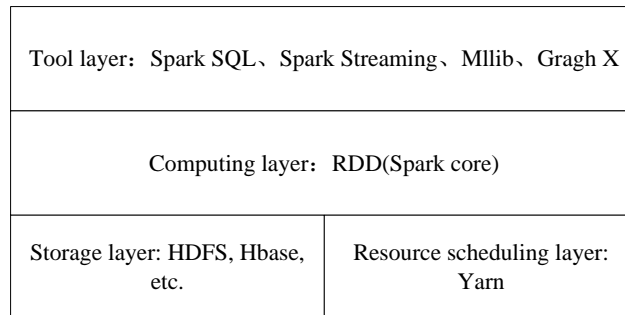 Tool layer：Spark SQL、Spark Streaming、Mllib、Gragh X
Computing layer：RDD(Spark core)
Storage layer: HDFS, Hbase,
etc.
Resource scheduling layer:
Yarn